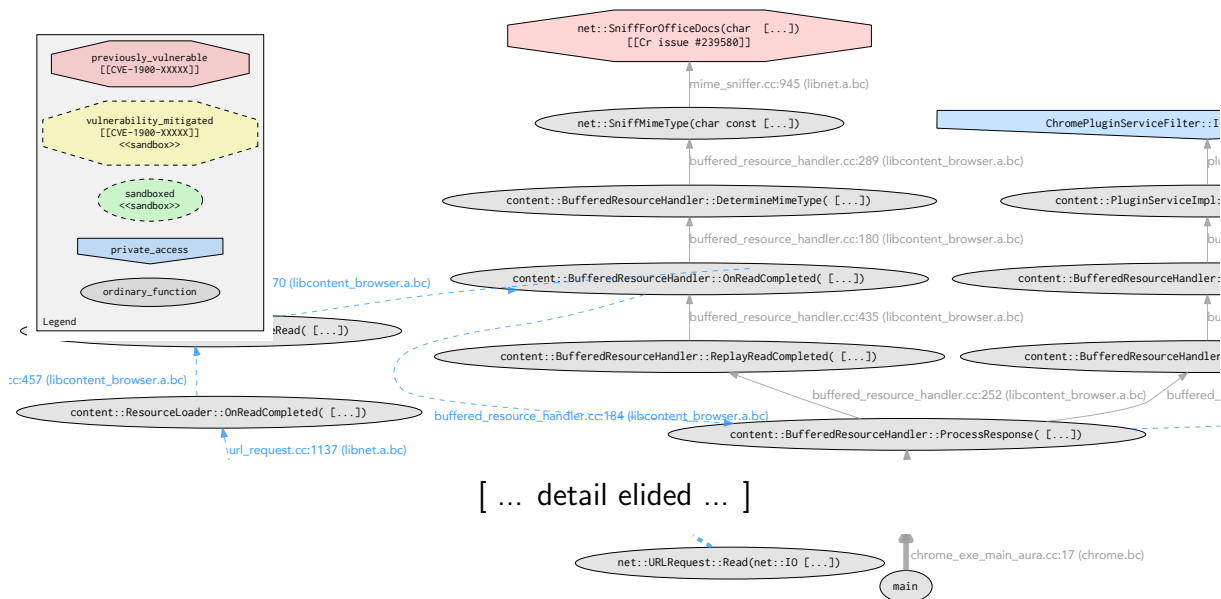 net::SniffForOfficeDocs(char  [...])
[[Cr issue #239580]]
previously_vulnerable
[[CVE-1900-XXXXX]]
mime_sniffer.cc:945 (libnet.a.bc)
vulnerability_mitigated
[[CVE-1900-XXXXX]]
<<sandbox>>
net::SniffMimeType(char const [...])
ChromePluginServiceFilter::I
buffered_resource_handler.cc:289 (libcontent_browser.a.bc)
plu
sandboxed
<<sandbox>>
content::BufferedResourceHandler::DetermineMimeType( [...])
content::PluginServiceImpl:
private_access
buffered_resource_handler.cc:180 (libcontent_browser.a.bc)
bu
ordinary_function
70 (libcontent_browser.a.bc)
content::BufferedResourceHandler::OnReadCompleted( [...])
content::BufferedResourceHandler::
Legend
eRead( [...])
buffered_resource_handler.cc:435 (libcontent_browser.a.bc)
bu
content::BufferedResourceHandler::ReplayReadCompleted( [...])
content::BufferedResourceHandler
cc:457 (libcontent_browser.a.bc)
buffered_resource_handler.cc:252 (libcontent_browser.a.bc)
buffered_
content::ResourceLoader::OnReadCompleted( [...])
buffered_resource_handler.cc:184 (libcontent_browser.a.bc)
content::BufferedResourceHandler::ProcessResponse( [...])
url_request.cc:1137 (libnet.a.bc)
[ ... detail elided ... ]
net::URLRequest::Read(net::IO [...])
chrome_exe_main_aura.cc:17 (chrome.bc)
main